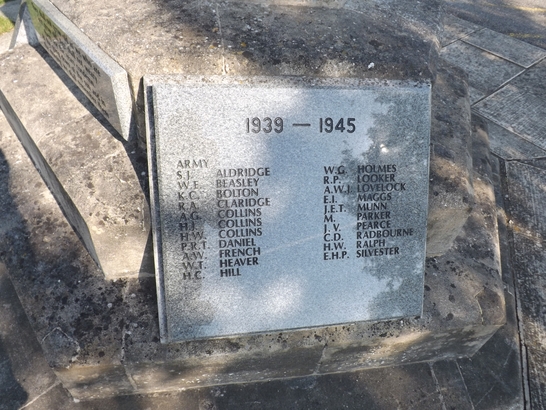 1939 — 1945
ARMY
S.J. ALDRIDGE
W.F. BEASLEY
K.C. BOLTON
R.A. CLARIDGE
A.G. COLLINS
H.J. COLLINS
H.W. COLLINS
P.R.T. DANIEL
A.W. FRENCH
W.T. HEAVER
H.C. HILL
W.G. HOLMES
R.P. LOOKER
A.W.J. LOVELOCK
E.J. MAGGS
J.E.T. MUNN
M. PARKER
J.V. PEARCE
C.D. RADBOURNE
H.W. RALPH
E.H.P. SILVESTER